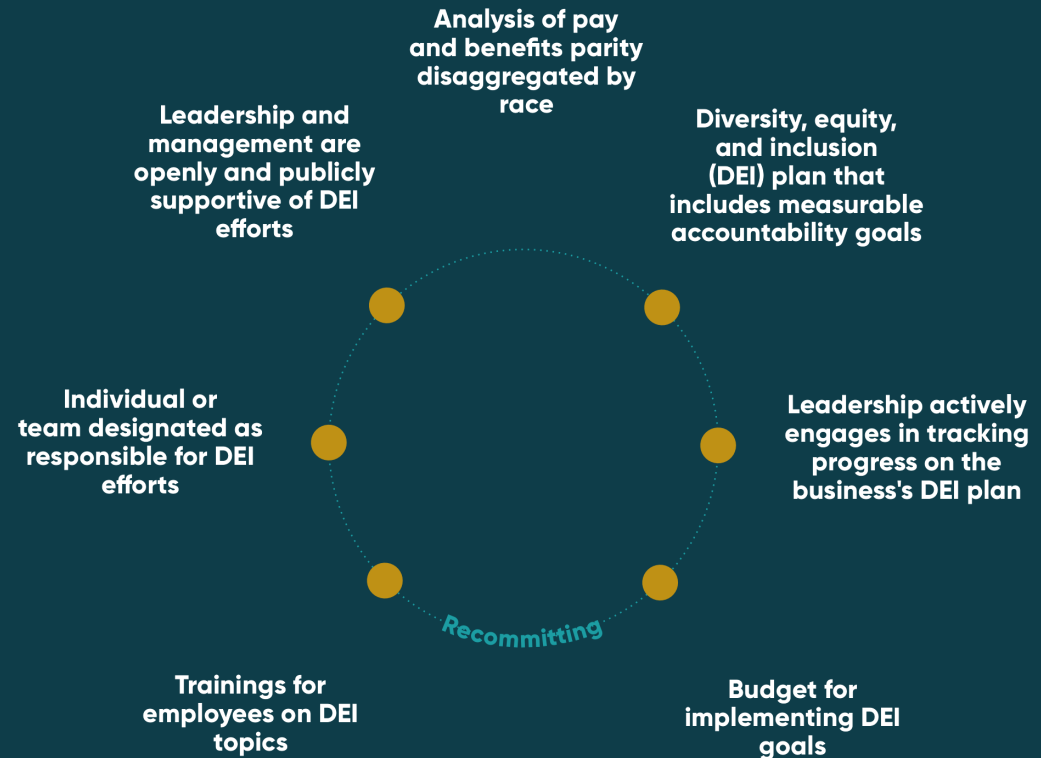 Analysis of pay
and benefits parity
disaggregated by
race
Leadership and
management are
openly and publicly
supportive of DEI
efforts
Diversity, equity,
and inclusion
(DEI) plan that
includes measurable
accountability goals
Individual or
team designated as
responsible for DEI
efforts
Leadership actively
engages in tracking
progress on the
business's DEI plan
Recommitting
Trainings for
employees on DEI
topics
Budget for
implementing DEI
goals